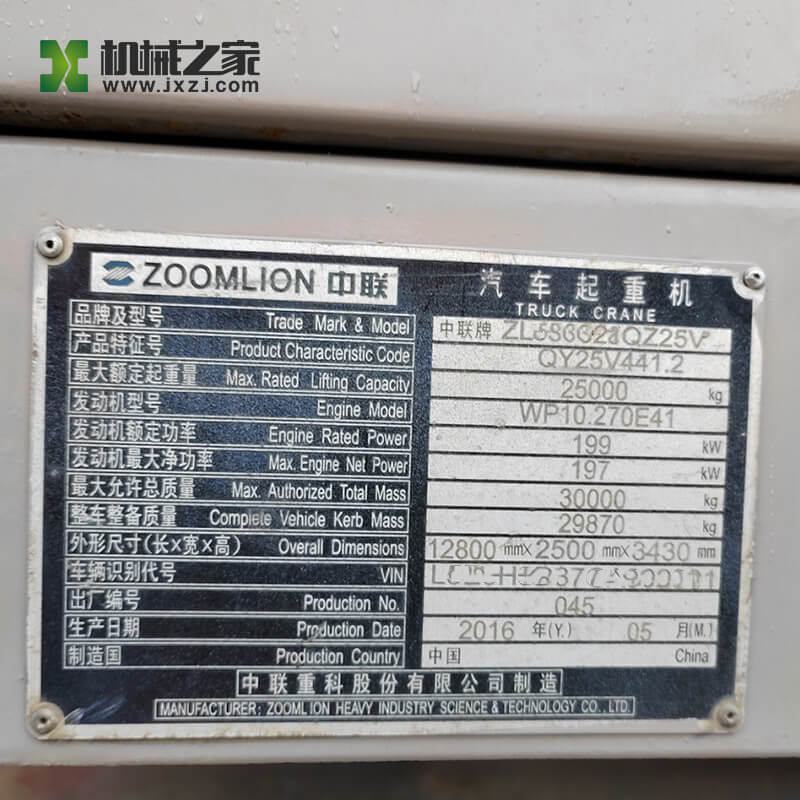 机械之家
www.jxzj.com
ZOOMLION 中联 汽车起重机
TRUCK CRANE
品牌及型号 Trade Mark & Model 中联牌
产品特征号 Product Characteristic Code QY25V441.2
最大额定起重量 Max. Rated Lifting Capacity 25000 kg
发动机型号 Engine Model WP10.270E41
发动机额定功率 Engine Rated Power 199 kW
发动机最大净功率 Max. Engine Net Power 197 kW
最大允许总质量 Max. Authorized Total Mass 30000 kg
整车整备质量 Complete Vehicle Kerb Mass 29870 kg
外形尺寸(长×宽×高) Overall Dimensions 12800 mm×2500 mm×3430 mm
车辆识别代号 VIN
出厂编号 Production No. 045
生产日期 Production Date 2016 年(Y.) 05 月(M.)
制造国 Production Country 中国 China
中联重科股份有限公司制造
MANUFACTURER: ZOOMLION HEAVY INDUSTRY SCIENCE & TECHNOLOGY CO., LTD.